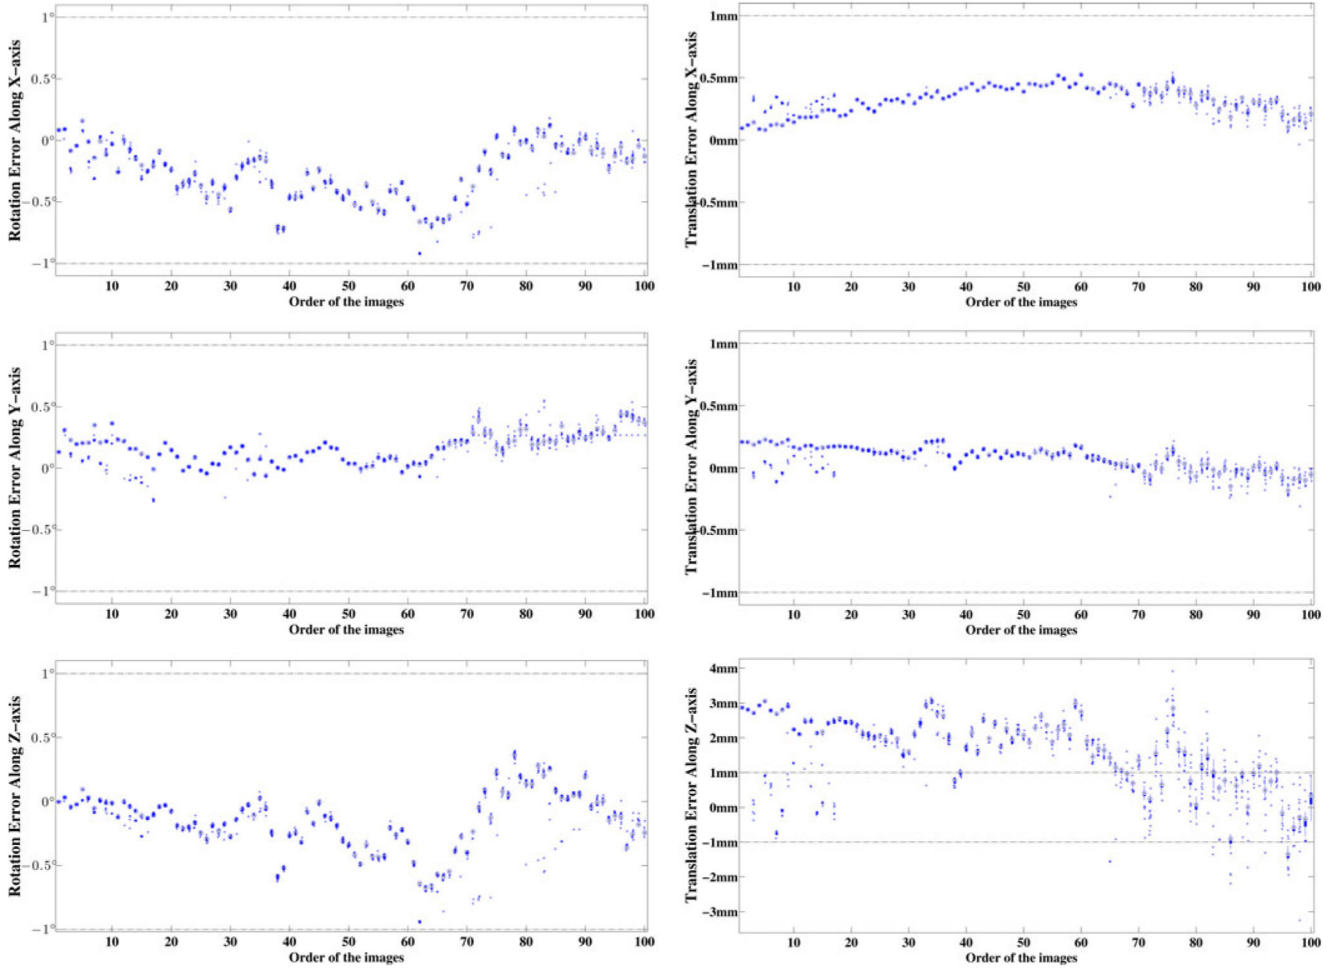 Rotation Error Along X-axis
1°
0.5°
0°
-0.5°
-1°
10 20 30 40 50 60 70 80 90 100
Order of the images
Translation Error Along X-axis
1mm
0.5mm
0mm
-0.5mm
-1mm
10 20 30 40 50 60 70 80 90 100
Order of the images
Rotation Error Along Y-axis
1°
0.5°
0°
-0.5°
-1°
10 20 30 40 50 60 70 80 90 100
Order of the images
Translation Error Along Y-axis
1mm
0.5mm
0mm
-0.5mm
-1mm
10 20 30 40 50 60 70 80 90 100
Order of the images
Rotation Error Along Z-axis
1°
0.5°
0°
-0.5°
-1°
10 20 30 40 50 60 70 80 90 100
Order of the images
Translation Error Along Z-axis
4mm
3mm
2mm
1mm
0mm
-1mm
-2mm
-3mm
10 20 30 40 50 60 70 80 90 100
Order of the images